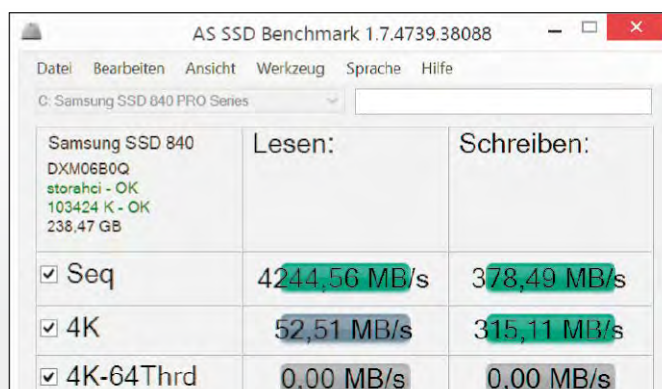 AS SSD Benchmark 1.7.4739.38088
Datei Bearbeiten Ansicht Werkzeug Sprache Hilfe
C: Samsung SSD 840 PRO Series
Samsung SSD 840
DXM06B0Q
storahci - OK
103424 K - OK
238,47 GB
Lesen:
Schreiben:
Seq 4244,56 MB/s 378,49 MB/s
4K 52,51 MB/s 315,11 MB/s
4K-64Thrd 0,00 MB/s 0,00 MB/s